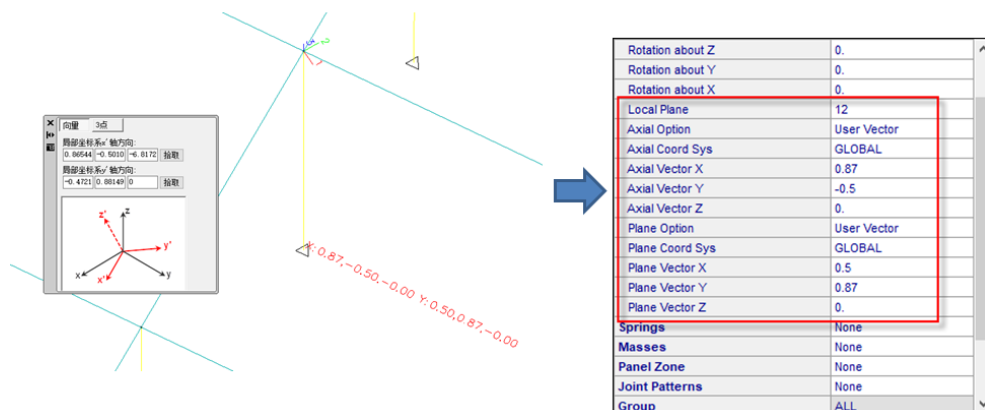 向量 3点
局部坐标系x'轴方向:
0.86544 -0.5010 -6.8172 拾取
局部坐标系y'轴方向:
-0.4721 0.88149 0 拾取
z'
z
y'
x
x'
y
X:0.87,-0.50,-0.00 Y:0.50,0.87,-0.00
Rotation about Z 0.
Rotation about Y 0.
Rotation about X 0.
Local Plane 12
Axial Option User Vector
Axial Coord Sys GLOBAL
Axial Vector X 0.87
Axial Vector Y -0.5
Axial Vector Z 0.
Plane Option User Vector
Plane Coord Sys GLOBAL
Plane Vector X 0.5
Plane Vector Y 0.87
Plane Vector Z 0.
Springs None
Masses None
Panel Zone None
Joint Patterns None
Group ALL